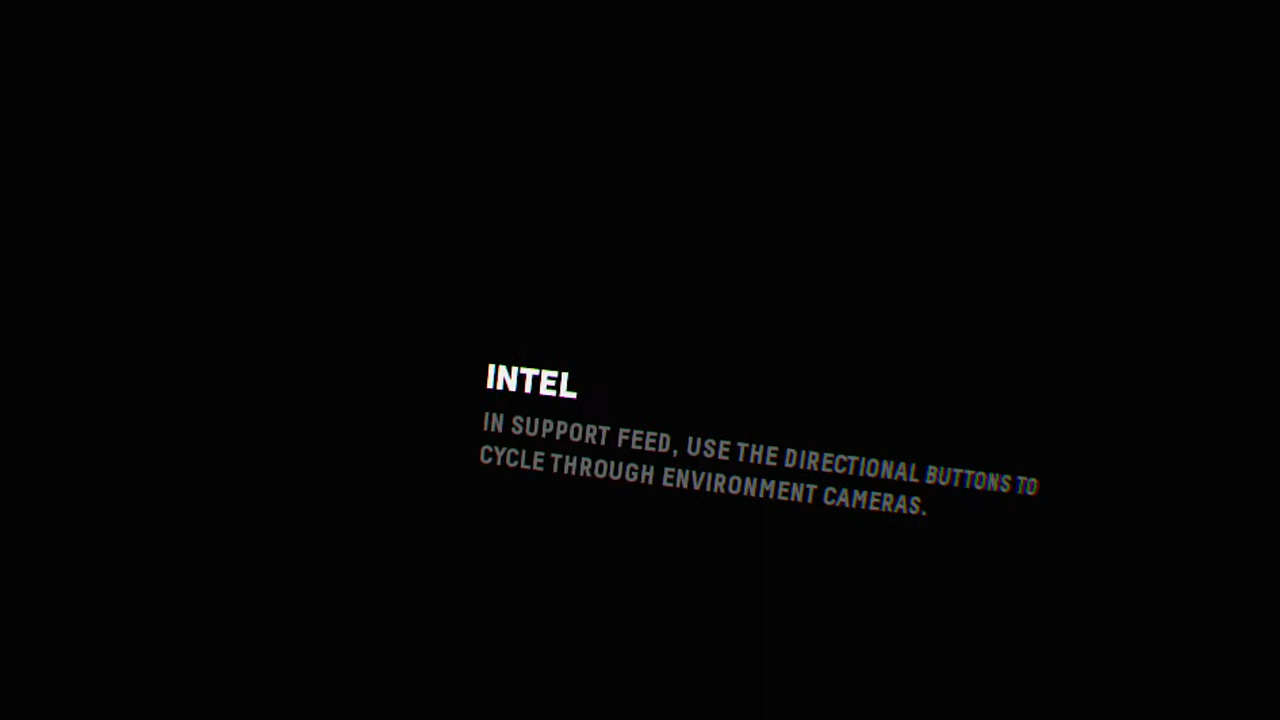 INTEL
IN SUPPORT FEED, USE THE DIRECTIONAL BUTTONS TO
CYCLE THROUGH ENVIRONMENT CAMERAS.